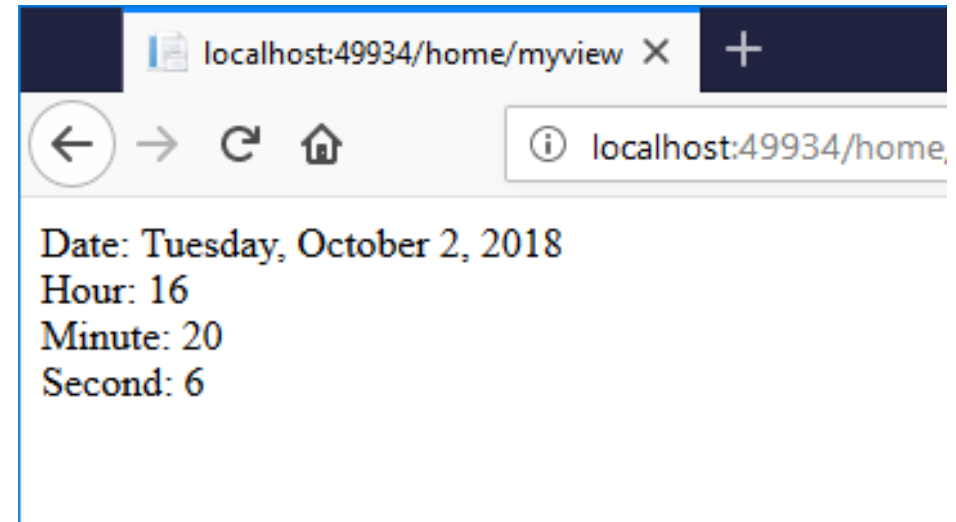 localhost:49934/home/myview
localhost:49934/home/
Date: Tuesday, October 2, 2018
Hour: 16
Minute: 20
Second: 6